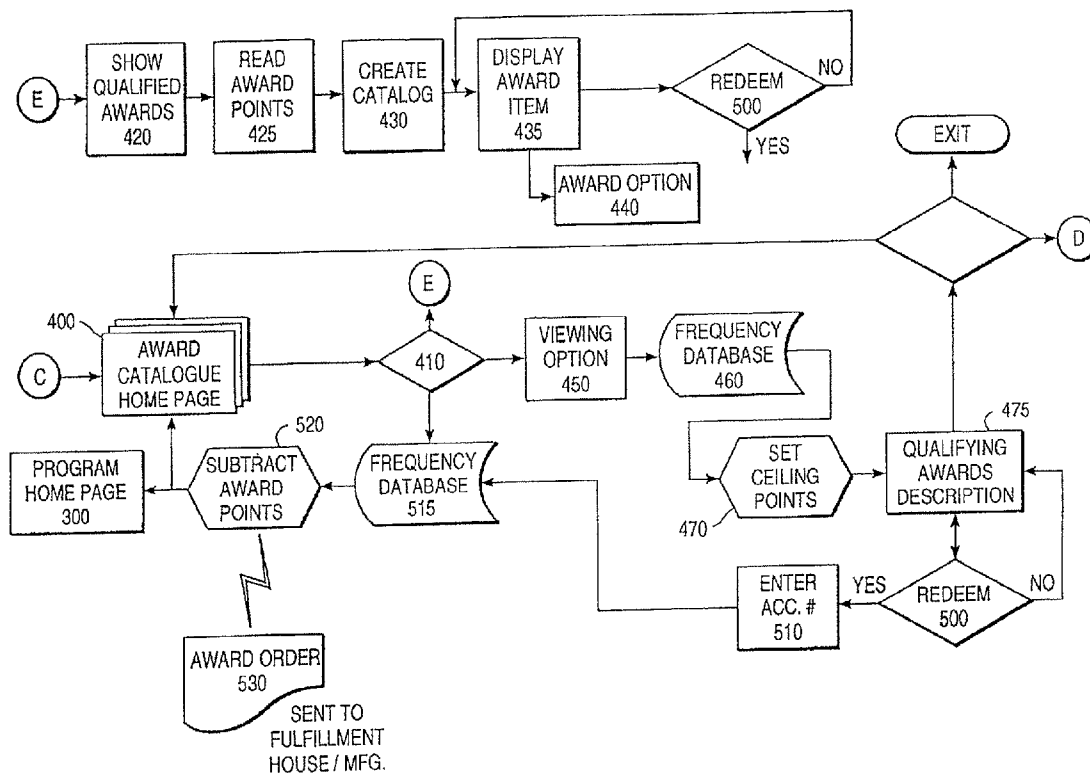 E
SHOW
QUALIFIED
AWARDS
420
READ
AWARD
POINTS
425
CREATE
CATALOG
430
DISPLAY
AWARD
ITEM
435
REDEEM
500
NO
YES
AWARD OPTION
440
EXIT
D
E
400
C
AWARD
CATALOGUE
HOME PAGE
410
VIEWING
OPTION
450
FREQUENCY
DATABASE
460
PROGRAM
HOME PAGE
300
520
SUBTRACT
AWARD
POINTS
FREQUENCY
DATABASE
515
SET
CEILING
POINTS
470
475
QUALIFYING
AWARDS
DESCRIPTION
ENTER
ACC. #
510
YES
REDEEM
500
NO
AWARD ORDER
530
SENT TO
FULFILLMENT
HOUSE / MFG.